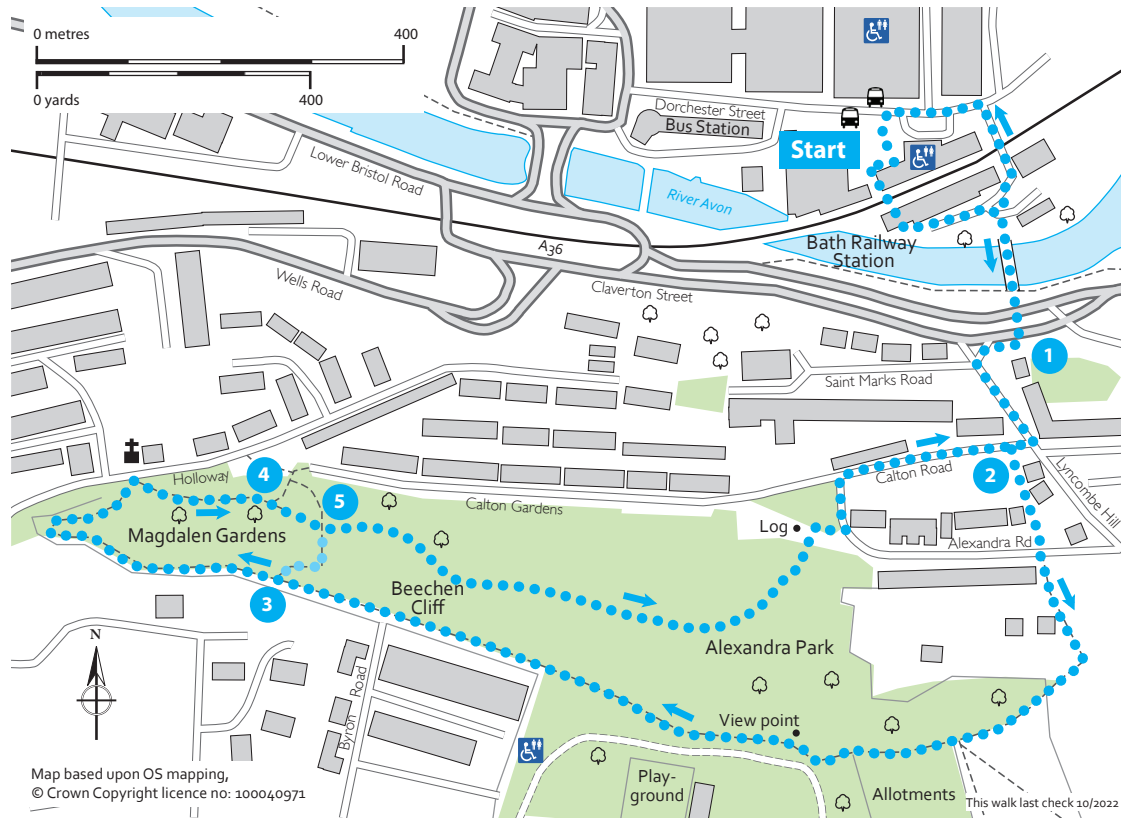 0 metres
400
0 yards
400
Dorchester Street
Bus Station
Start
Lower Bristol Road
River Avon
A36
Bath Railway
Station
Wells Road
Claverton Street
1
Saint Marks Road
Holloway
4
5
Calton Road
2
Lyncombe Hill
Calton Gardens
Magdalen Gardens
Log
Alexandra Rd
3
Beechen
Cliff
N
Alexandra Park
Byron Road
View point
Play-
ground
Allotments
Map based upon OS mapping,
© Crown Copyright licence no: 100040971
This walk last check 10/2022